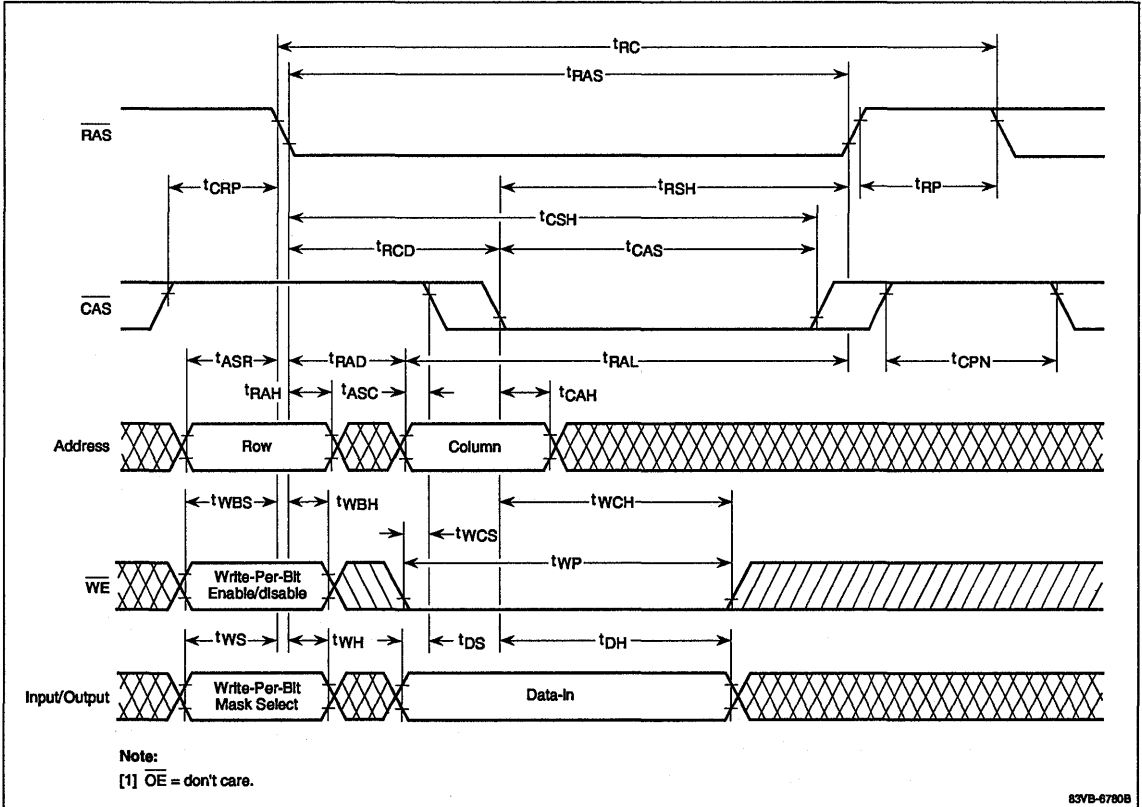 tRC
tRAS
RAS
tCRP
tRSH
tRP
tCSH
tRCD
tCAS
CAS
tASR
tRAD
tRAL
tCPN
tRAH
tASC
tCAH
Address
Row
Column
tWBS
tWBH
tWCH
tWCS
tWP
WE
Write-Per-Bit
Enable/disable
tWS
tWH
tDS
tDH
Input/Output
Write-Per-Bit
Mask Select
Data-In
Note:
[1] OE = don't care.
83VB-6780B